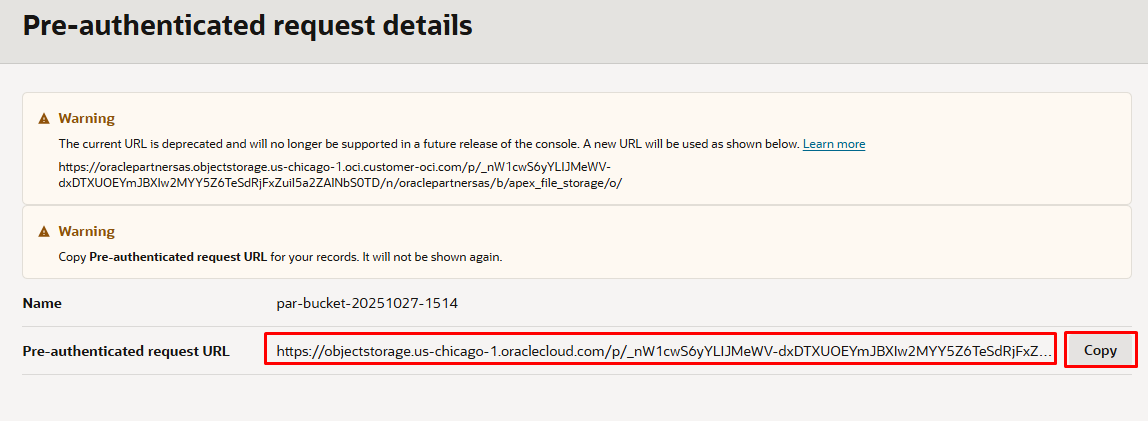 Pre-authenticated request details
Warning
The current URL is deprecated and will no longer be supported in a future release of the console. A new URL will be used as shown below. Learn more
https://oraclepartnersas.objectstorage.us-chicago-1.oci.customer-oci.com/p/_nW1cwS6yYLIJMeWV-
dxDTXUOEYmJBXIw2MYY5Z6TeSdRjFxZuil5a2ZAlNbS0TD/n/oraclepartnersas/b/apex_file_storage/o/
Warning
Copy Pre-authenticated request URL for your records. It will not be shown again.
Name par-bucket-20251027-1514
Pre-authenticated request URL https://objectstorage.us-chicago-1.oraclecloud.com/p/_nW1cwS6yYLIJMeWV-dxDTXUOEYmJBXIw2MYY5Z6TeSdRjFxZ... Copy